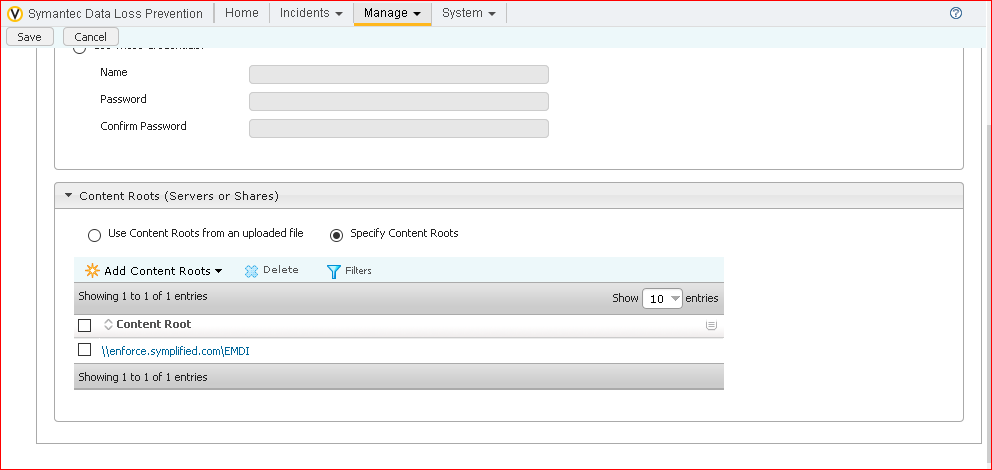 Symantec Data Loss Prevention Home Incidents Manage System
Save Cancel
Name
Password
Confirm Password
Content Roots (Servers or Shares)
Use Content Roots from an uploaded file Specify Content Roots
Add Content Roots Delete Filters
Showing 1 to 1 of 1 entries Show 10 entries
Content Root
\\enforce.symplified.com\EMDI
Showing 1 to 1 of 1 entries